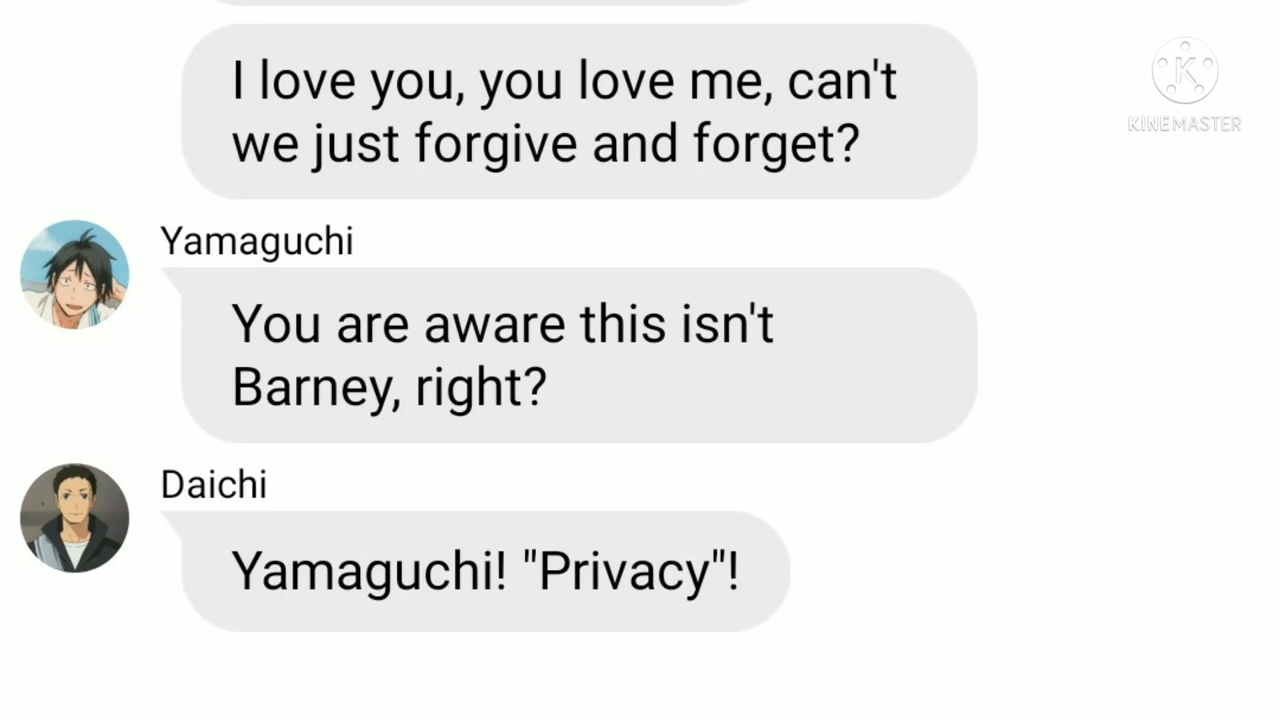 I love you, you love me, can't
we just forgive and forget?
KINEMASTER
Yamaguchi
You are aware this isn't
Barney, right?
Daichi
Yamaguchi! "Privacy"!